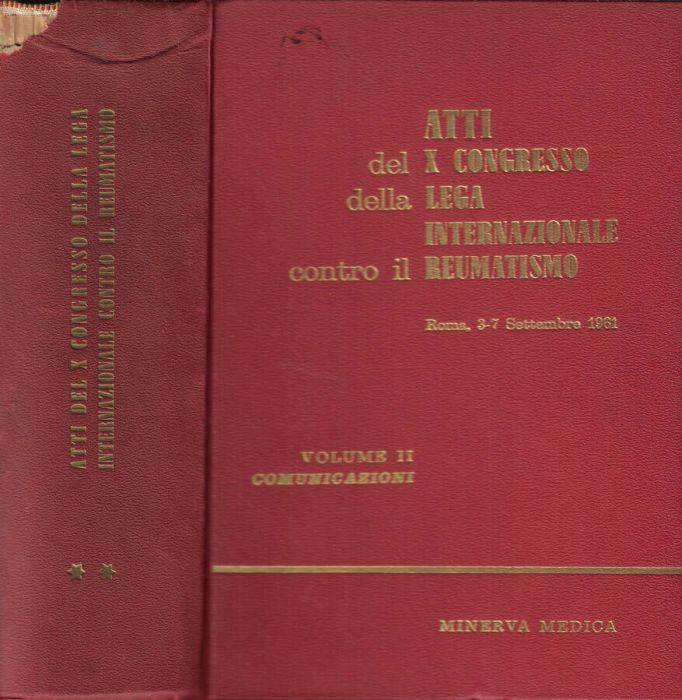 ATTI DEL X CONGRESSO DELLA LEGA
INTERNAZIONALE CONTRO IL REUMATISMO
ATTI
del X CONGRESSO
della LEGA
INTERNAZIONALE
contro il REUMATISMO
Roma, 3-7 Settembre 1961
VOLUME II
COMUNICAZIONI
MINERVA MEDICA